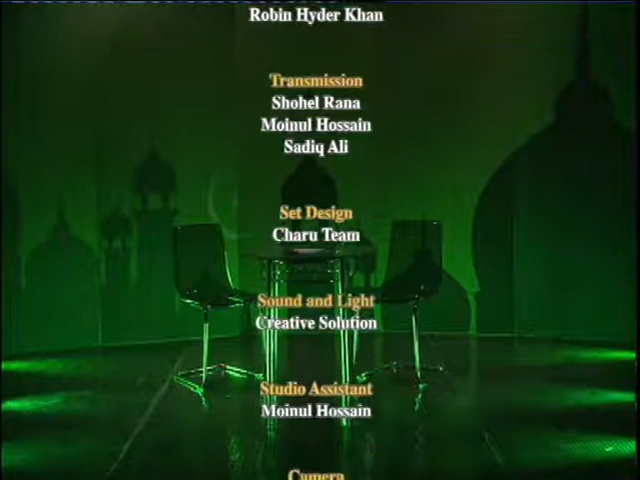 Robin Hyder Khan
Transmission
Shohel Rana
Moinul Hossain
Sadiq Ali
Set Design
Charu Team
Sound and Light
Creative Solution
Studio Assistant
Moinul Hossain
Camera